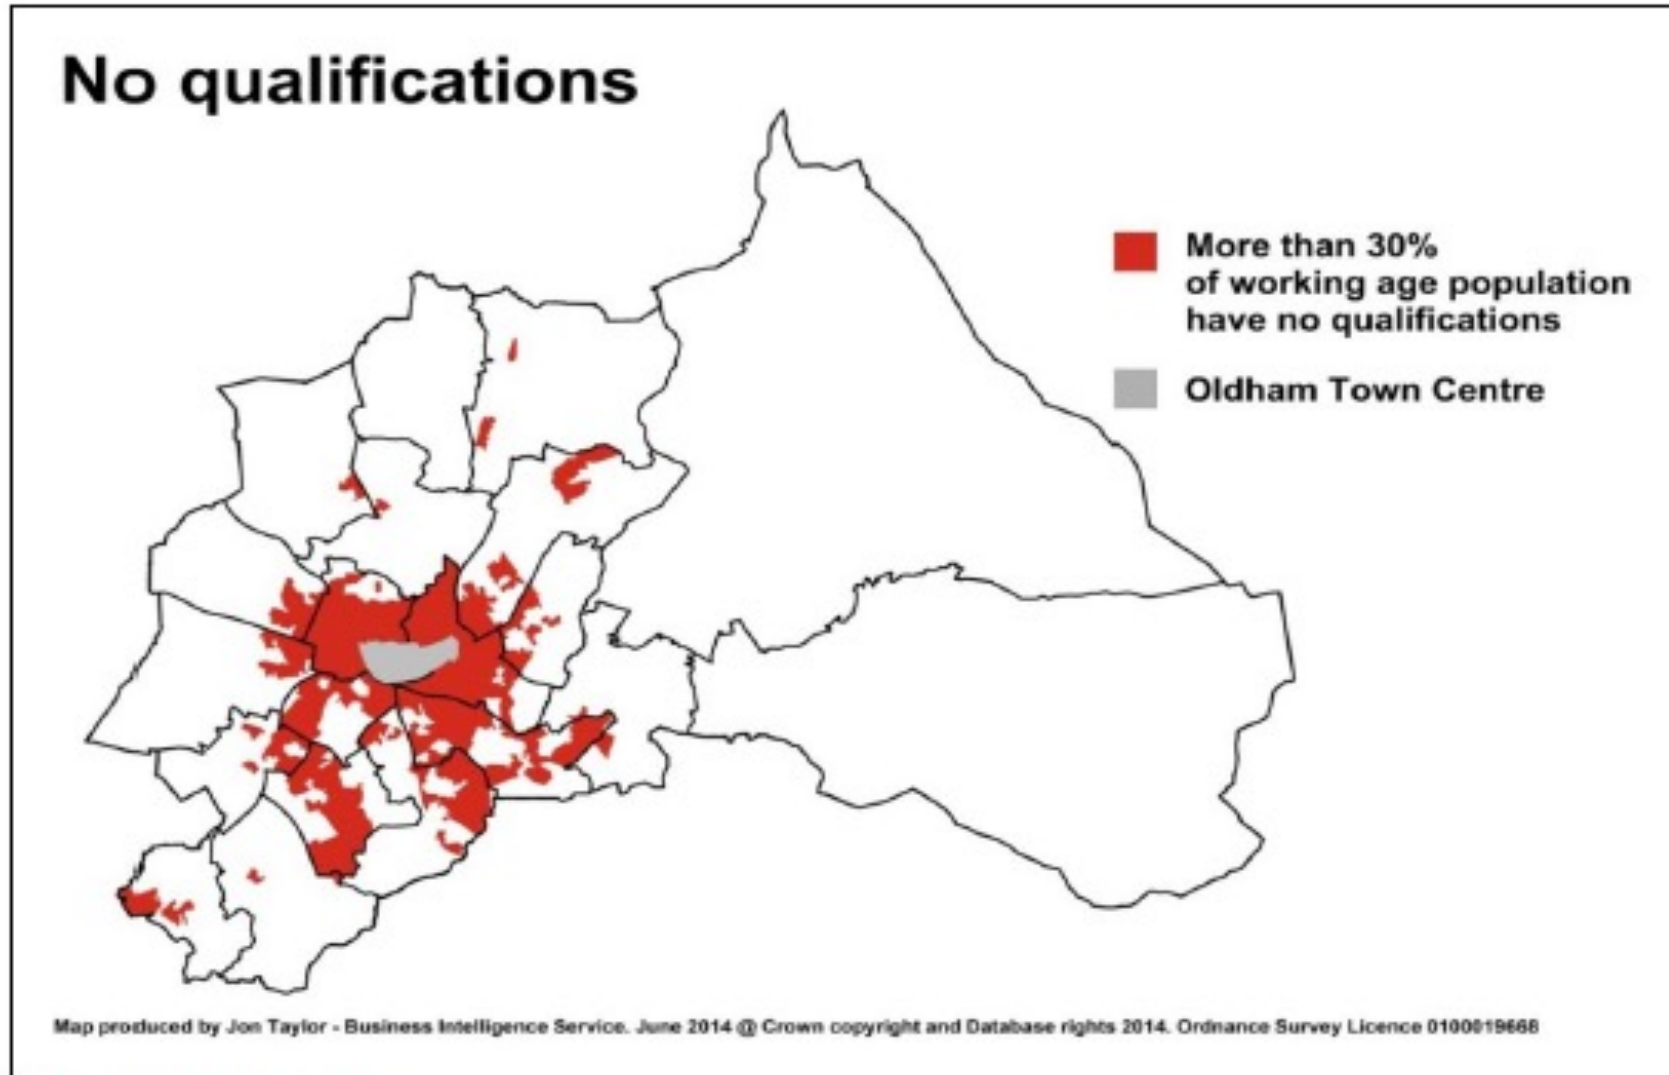 No qualifications
More than 30%
of working age population
have no qualifications
Oldham Town Centre
Map produced by Jon Taylor - Business Intelligence Service. June 2014 @ Crown copyright and Database rights 2014. Ordnance Survey Licence 0100019668